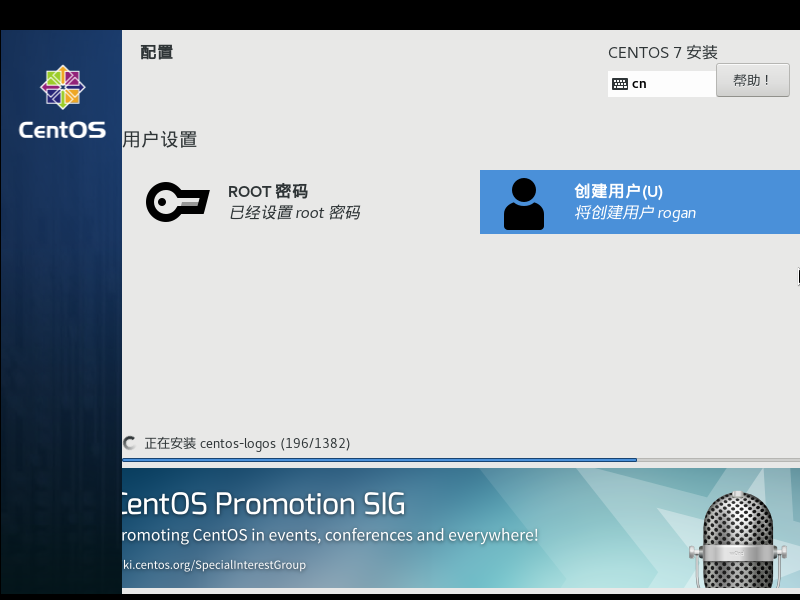 配置
CENTOS 7 安装
cn
帮助！
CentOS
用户设置
ROOT 密码
已经设置 root 密码
创建用户(U)
将创建用户 rogan
正在安装 centos-logos (196/1382)
CentOS Promotion SIG
romoting CentOS in events, conferences and everywhere!
ki.centos.org/SpecialInterestGroup